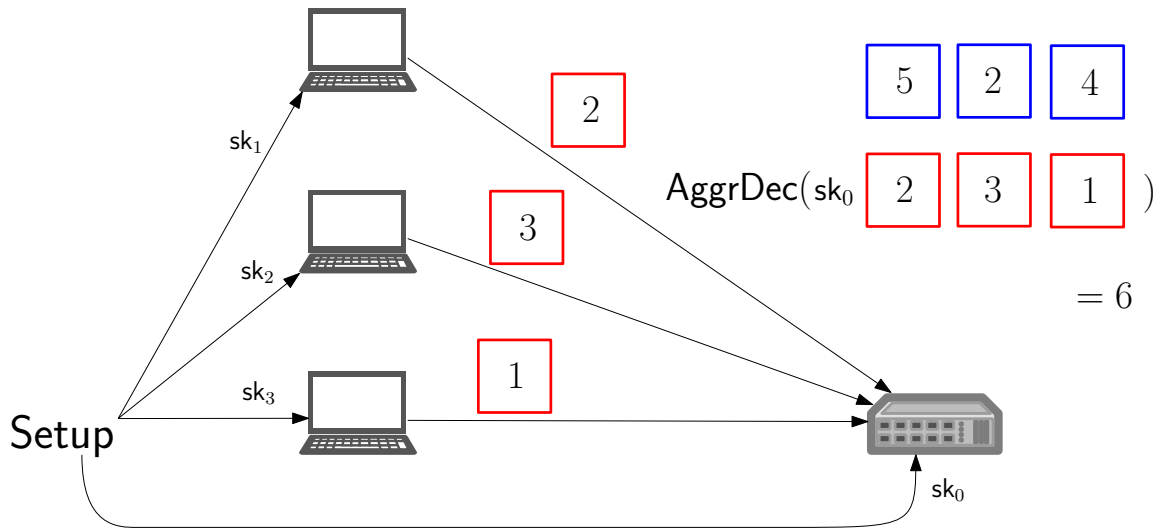 5 2 4
2
sk₁
AggrDec(sk₀ 2 3 1 )
3
sk₂
= 6
1
sk₃
Setup
sk₀